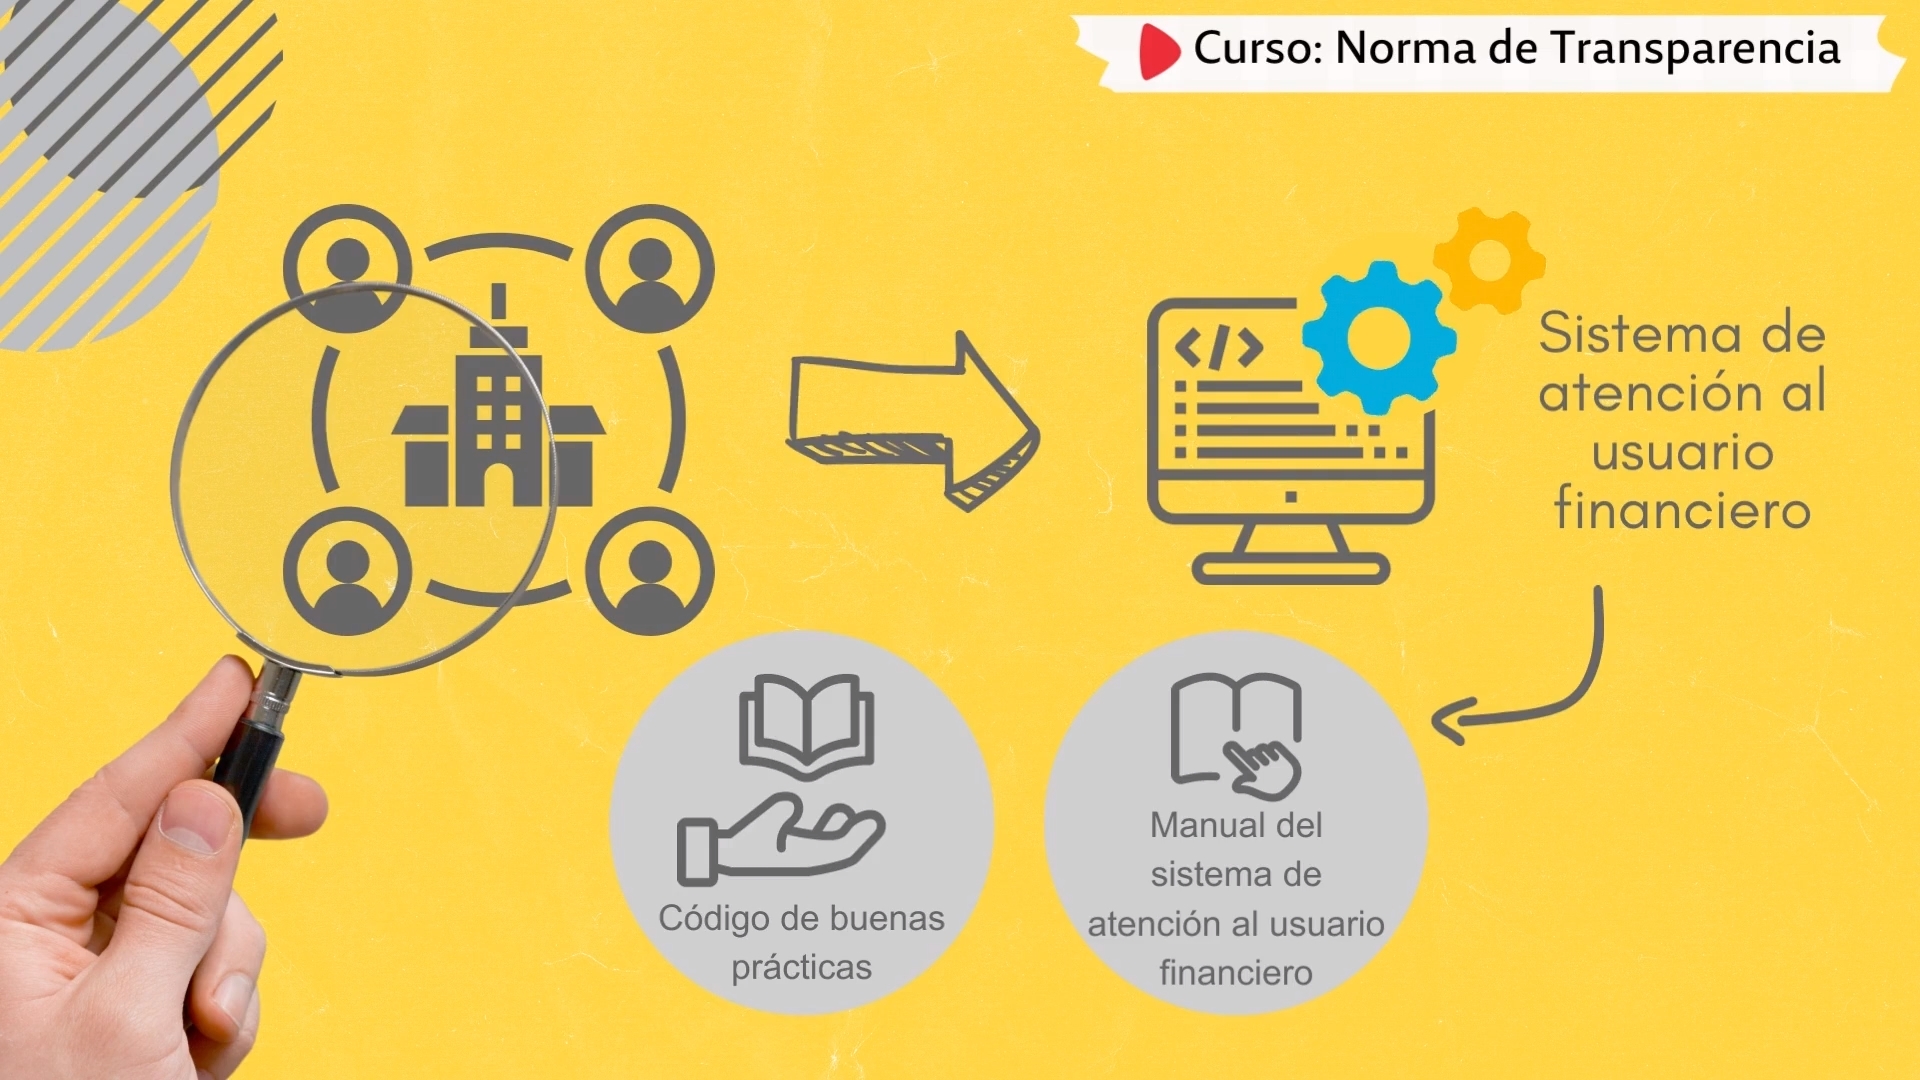 Curso: Norma de Transparencia
</>
Sistema de
atención al
usuario
financiero
Código de buenas
prácticas
Manual del
sistema de
atención al usuario
financiero